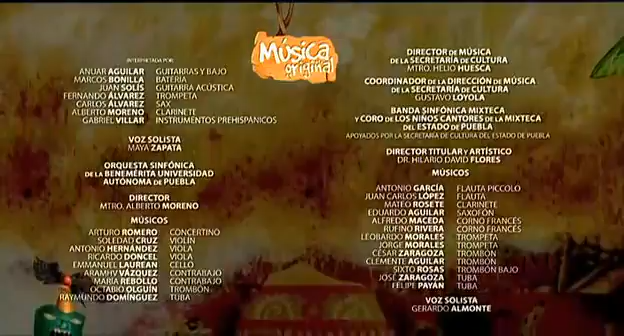 Música original
INTERPRETADA POR:
ANUAR AGUILAR GUITARRAS Y BAJO
MARCOS BONILLA BATERÍA
JUAN SOLÍS GUITARRA ACÚSTICA
FERNANDO ÁLVAREZ TROMPETA
CARLOS ÁLVAREZ SAX
ALBERTO MORENO CLARINETE
GABRIEL VILLAR INSTRUMENTOS PREHISPÁNICOS
VOZ SOLISTA
MAYA ZAPATA
ORQUESTA SINFÓNICA
DE LA BENEMÉRITA UNIVERSIDAD
AUTÓNOMA DE PUEBLA
DIRECTOR
MTRO. ALBERTO MORENO
MÚSICOS
ARTURO ROMERO CONCERTINO
SOLEDAD CRUZ VIOLÍN
ANTONIO HERNÁNDEZ VIOLA
RICARDO DONCEL VIOLA
EMMANUEL LAUREAN CELLO
ARAMHV VÁZQUEZ CONTRABAJO
MARÍA REBOLLO CONTRABAJO
OCTABIO OLGUÍN TROMBÓN
RAYMUNDO DOMÍNGUEZ TUBA
DIRECTOR DE MÚSICA
DE LA SECRETARÍA DE CULTURA
MTRO. HELIO HUESCA
COORDINADOR DE LA DIRECCIÓN DE MÚSICA
DE LA SECRETARÍA DE CULTURA
GUSTAVO LOYOLA
BANDA SINFÓNICA MIXTECA
Y CORO DE LOS NIÑOS CANTORES DE LA MIXTECA
DEL ESTADO DE PUEBLA
APOYADOS POR LA SECRETARÍA DE CULTURA DEL ESTADO DE PUEBLA
DIRECTOR TITULAR Y ARTÍSTICO
DR. HILARIO DAVID FLORES
MÚSICOS
ANTONIO GARCÍA FLAUTA PICCOLO
JUAN CARLOS LÓPEZ FLAUTA
MATEO ROSETE CLARINETE
EDUARDO AGUILAR SAXOFÓN
ALFREDO MACEDA CORNO FRANCÉS
RUFINO RIVERA CORNO FRANCÉS
LEOBARDO MORALES TROMPETA
JORGE MORALES TROMPETA
CÉSAR ZARAGOZA TROMBÓN
CLEMENTE AGUILAR TROMBÓN
SIXTO ROSAS TROMBÓN BAJO
JOSÉ ZARAGOZA TUBA
FELIPE PAYÁN TUBA
VOZ SOLISTA
GERARDO ALMONTE